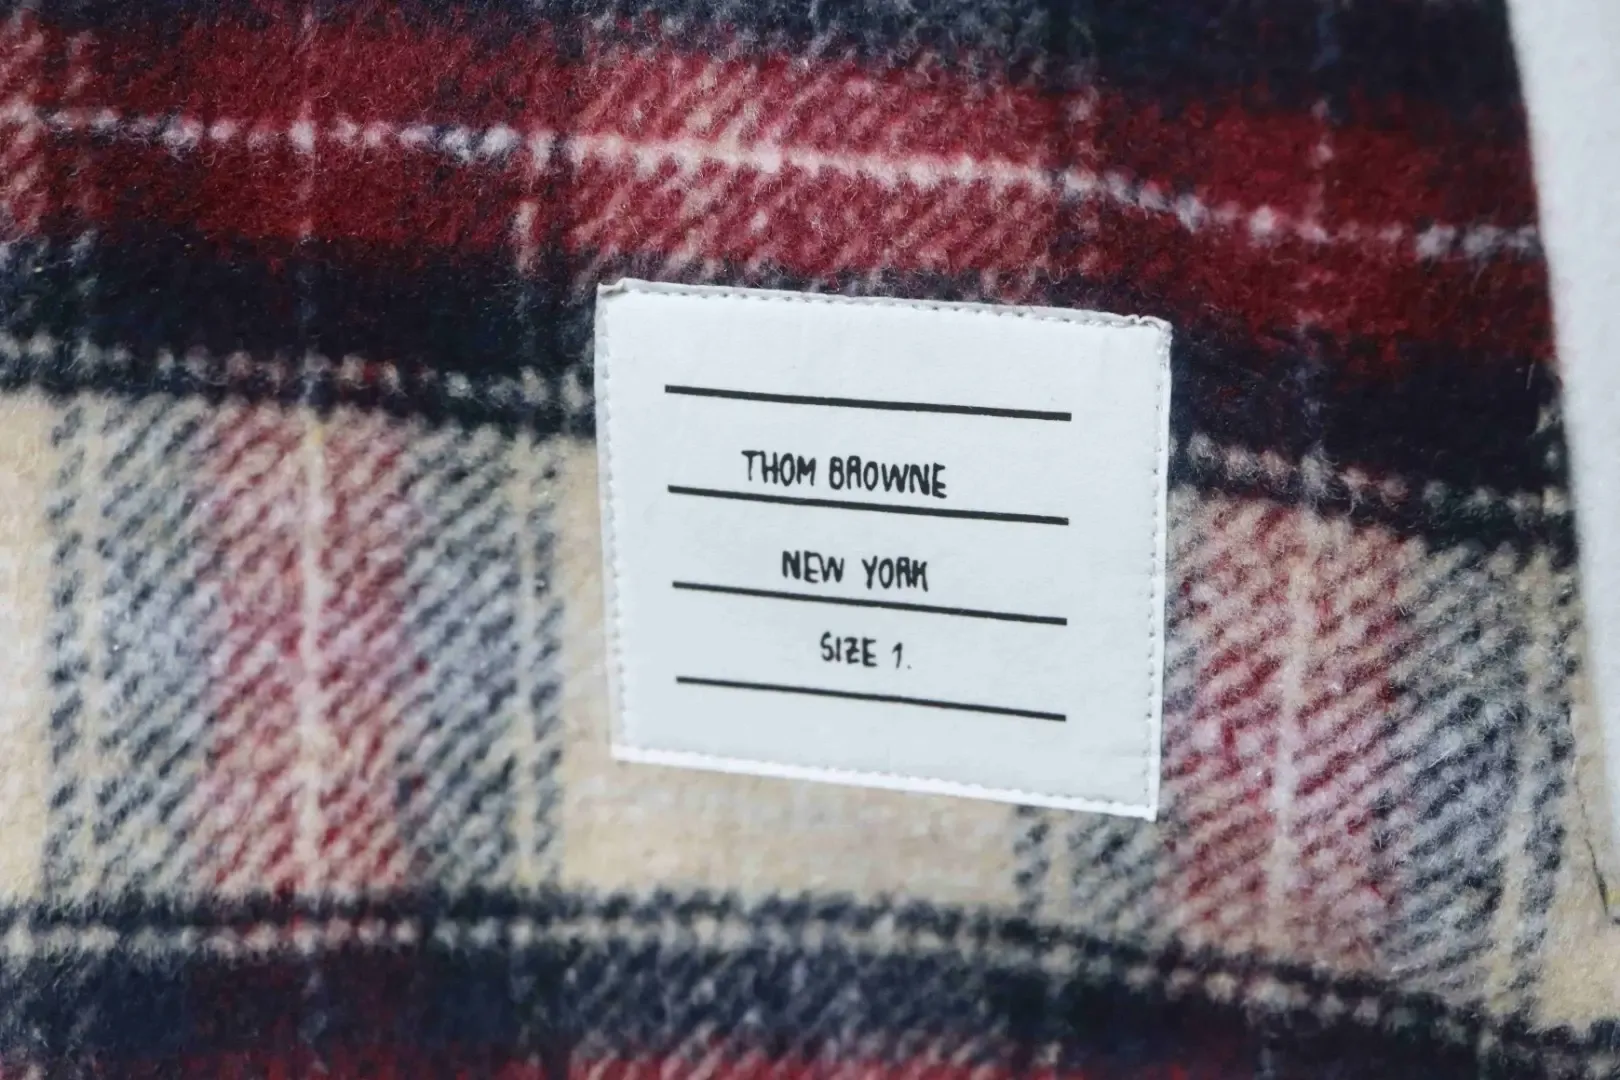 THOM BROWNE
NEW YORK
SIZE 1.